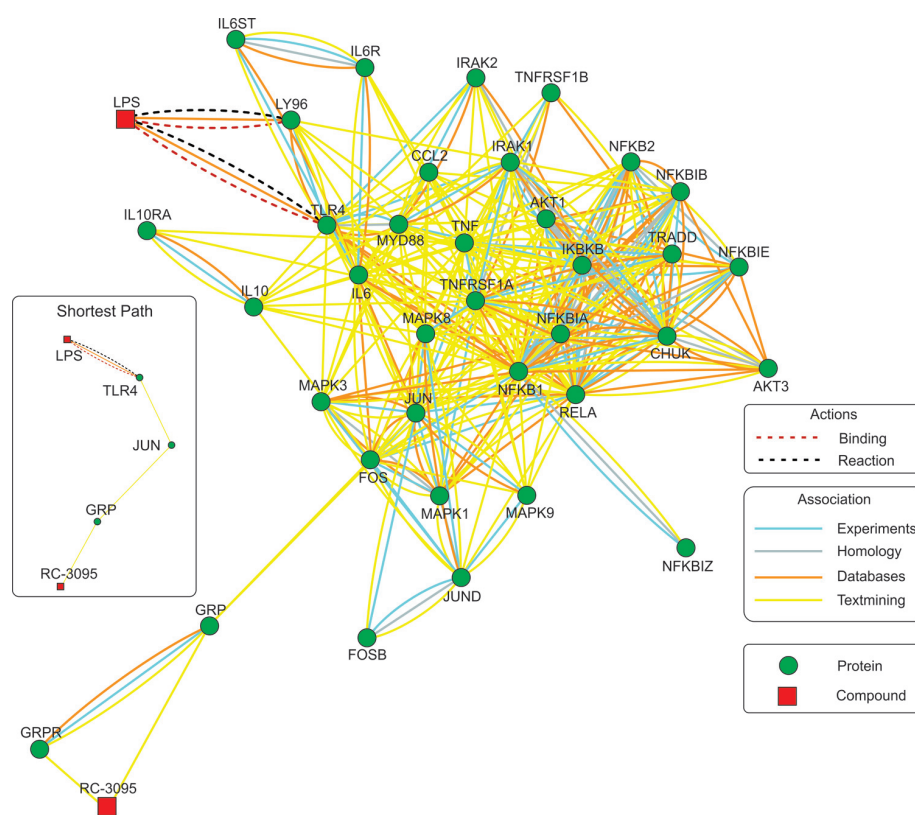 IL6ST
IL6R
IRAK2
TNFRSF1B
LPS
LY96
IRAK1
NFKB2
CCL2
NFKBIB
AKT1
IL10RA
TLR4
MYD88
TNF
TRADD
IKBKB
NFKBIE
IL6
TNFRSF1A
IL10
MAPK8
NFKBIA
CHUK
MAPK3
NFKB1
AKT3
JUN
RELA
FOS
MAPK1
MAPK9
NFKBIZ
JUND
FOSB
GRP
GRPR
RC-3095
Shortest Path
LPS
TLR4
JUN
GRP
RC-3095
Actions
Binding
Reaction
Association
Experiments
Homology
Databases
Textmining
Protein
Compound